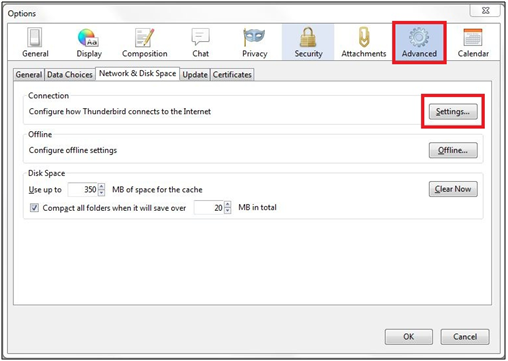 Options
General Display Composition Chat Privacy Security Attachments Advanced Calendar
General Data Choices Network & Disk Space Update Certificates
Connection
Configure how Thunderbird connects to the Internet Settings...
Offline
Configure offline settings Offline...
Disk Space
Use up to 350 MB of space for the cache Clear Now
Compact all folders when it will save over 20 MB in total
OK Cancel